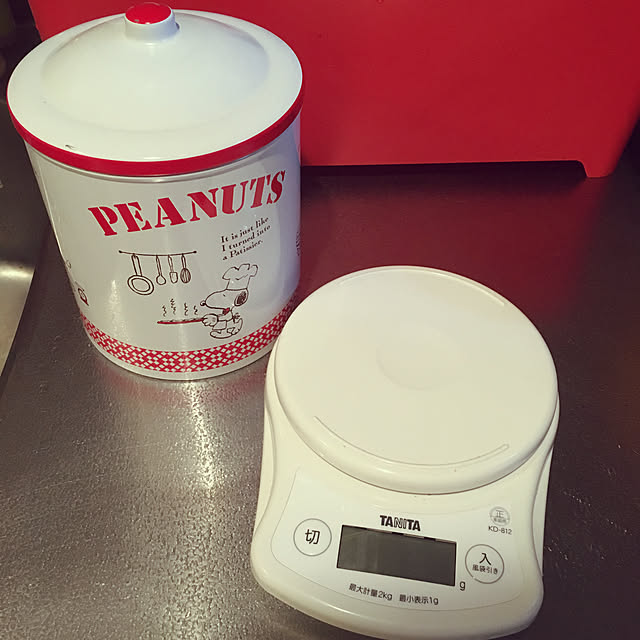 PEANUTS
It is just like
I turned into
a Patissier.
TANITA
正
KD-812
切
入
風袋引き
g
最大計量2kg 最小表示1g